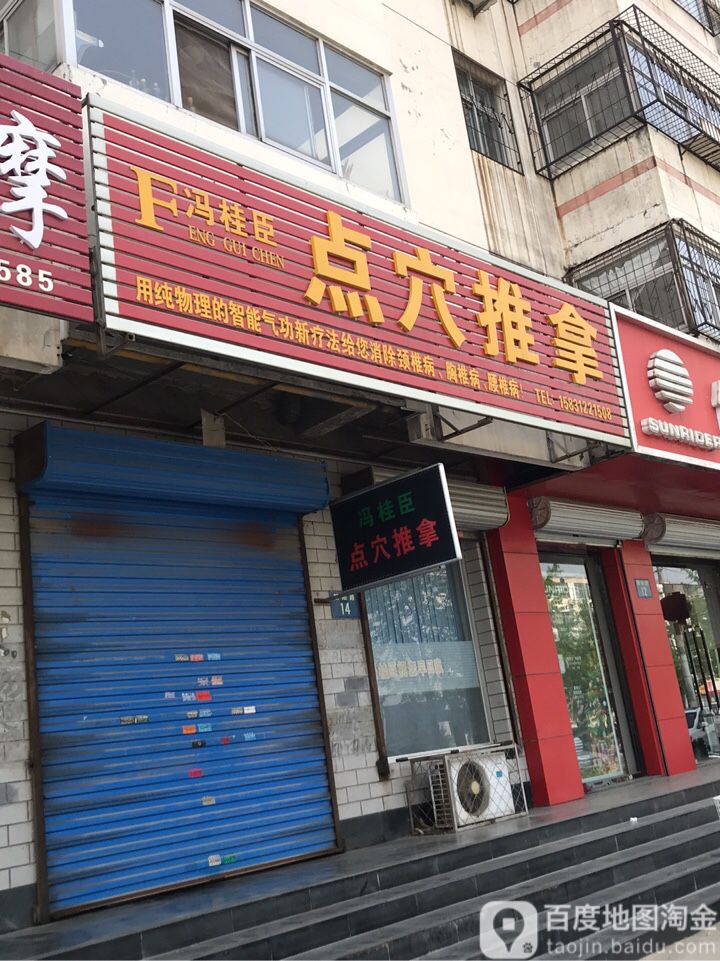 摩
585
F冯桂臣
ENG GUI CHEN
点穴推拿
用纯物理的智能气功新疗法给您消除颈椎病、胸椎病、腰椎病！ TEL: 15831221508
SUNRIDER
冯桂臣
点穴推拿
14
12
百度地图淘金
taojin.baidu.com